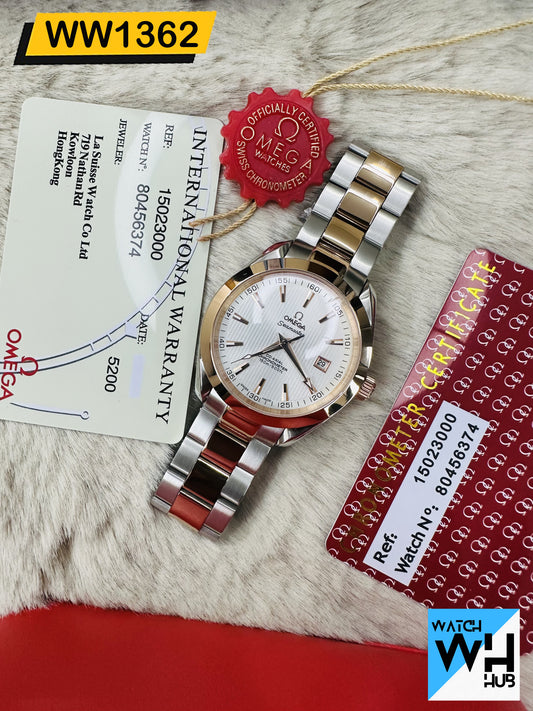 WW1362
OFFICIALLY CERTIFIED
Ω
OMEGA
WATCHES
SWISS CHRONOMETER
INTERNATIONAL WARRANTY
REF: 15023000
WATCH Nº: 80456374
JEWELER: DATE: 5200
La Suisse Watch Co Ltd
719 Nathan Rd
Kowloon
HongKong
Ω
OMEGA
Ω
OMEGA
Seamaster
CHRONOMETER
CHRONOMETER CERTIFICATE
Ref: 15023000
Watch Nº: 80456374
WATCH
WH
HUB